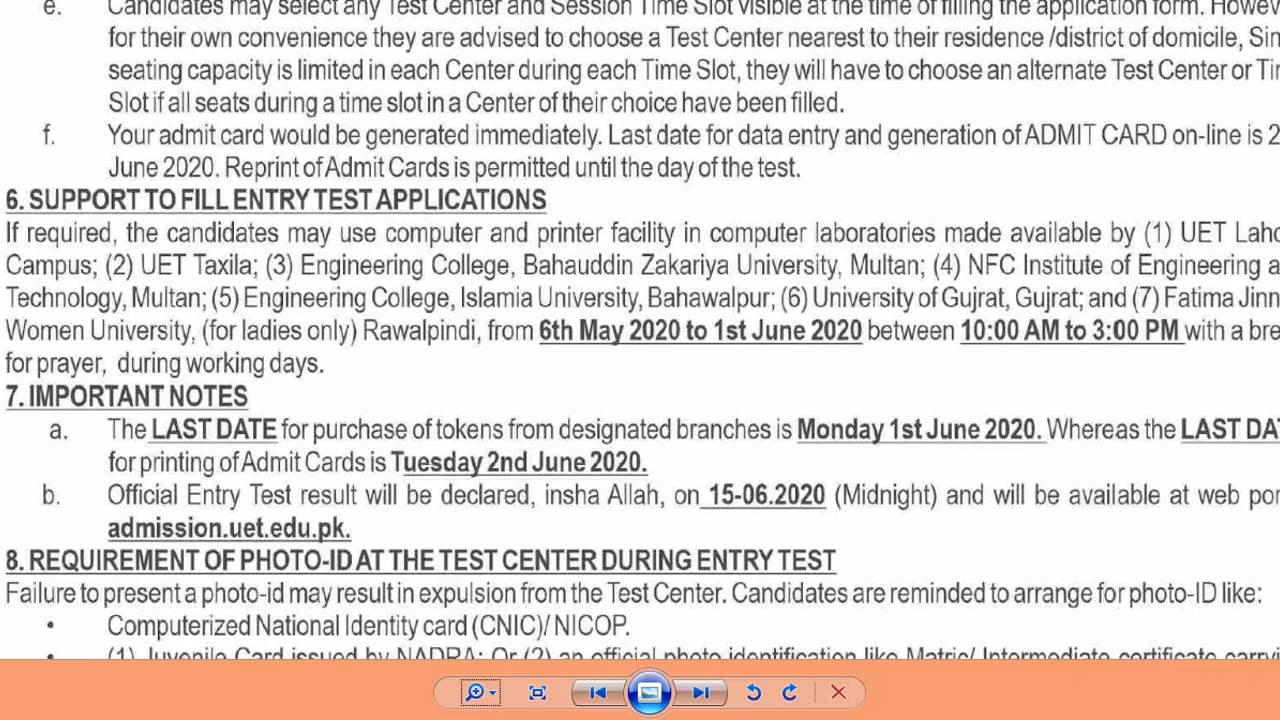 e. Candidates may select any Test Center and Session Time Slot visible at the time of filling the application form.
for their own convenience they are advised to choose a Test Center nearest to their residence /district of domicile,
seating capacity is limited in each Center during each Time Slot, they will have to choose an alternate Test Center or
Slot if all seats during a time slot in a Center of their choice have been filled.
f. Your admit card would be generated immediately. Last date for data entry and generation of ADMIT CARD on-line is
June 2020. Reprint of Admit Cards is permitted until the day of the test.
6. SUPPORT TO FILL ENTRY TEST APPLICATIONS
If required, the candidates may use computer and printer facility in computer laboratories made available by (1) UET
Campus; (2) UET Taxila; (3) Engineering College, Bahauddin Zakariya University, Multan; (4) NFC Institute of Engineering
Technology, Multan; (5) Engineering College, Islamia University, Bahawalpur; (6) University of Gujrat, Gujrat; and (7) Fatima
Women University, (for ladies only) Rawalpindi, from 6th May 2020 to 1st June 2020 between 10:00 AM to 3:00 PM with a
for prayer, during working days.
7. IMPORTANT NOTES
a. The LAST DATE for purchase of tokens from designated branches is Monday 1st June 2020. Whereas the LAST
for printing of Admit Cards is Tuesday 2nd June 2020.
b. Official Entry Test result will be declared, insha Allah, on 15-06.2020 (Midnight) and will be available at web
admission.uet.edu.pk.
8. REQUIREMENT OF PHOTO-ID AT THE TEST CENTER DURING ENTRY TEST
Failure to present a photo-id may result in expulsion from the Test Center. Candidates are reminded to arrange for photo-ID like:
• Computerized National Identity card (CNIC)/ NICOP.
• (1) Juvenile Card issued by NADRA; Or (2) an official photo identification like Matric/ Intermediate certificate